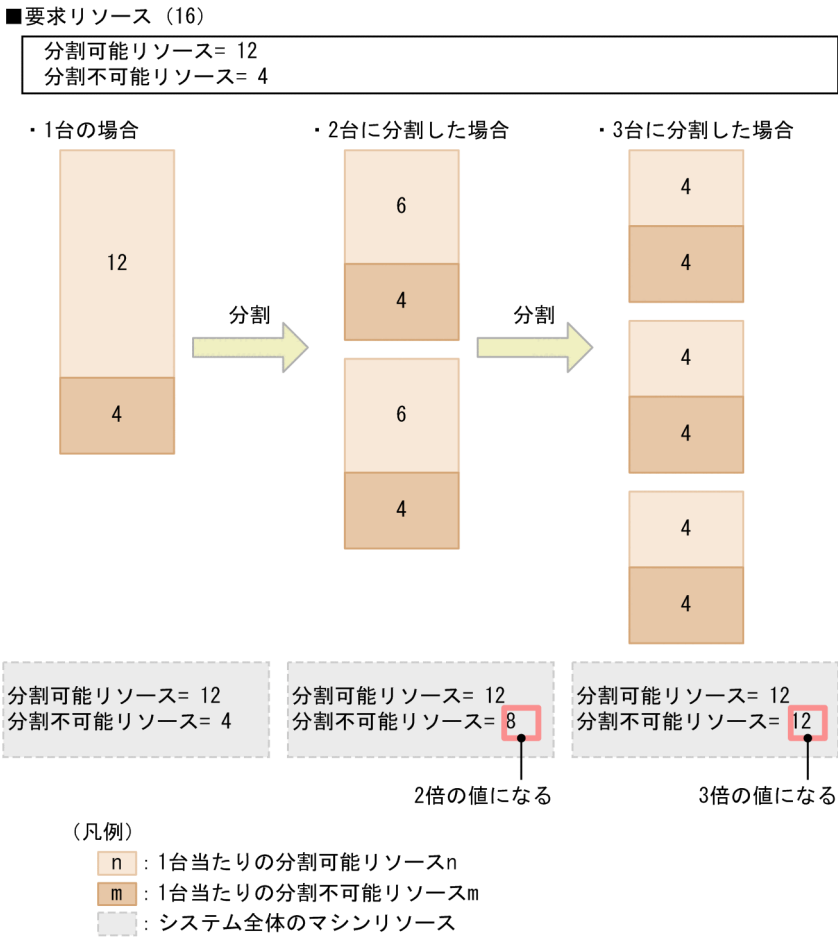 ■要求リソース（16）
分割可能リソース= 12
分割不可能リソース= 4
・1台の場合
・2台に分割した場合
・3台に分割した場合
12
4
分割
6
4
6
4
分割
4
4
4
4
4
4
分割可能リソース= 12
分割不可能リソース= 4
分割可能リソース= 12
分割不可能リソース= 8
分割可能リソース= 12
分割不可能リソース= 12
2倍の値になる
3倍の値になる
（凡例）
n ：1台当たりの分割可能リソースn
m ：1台当たりの分割不可能リソースm
：システム全体のマシンリソース